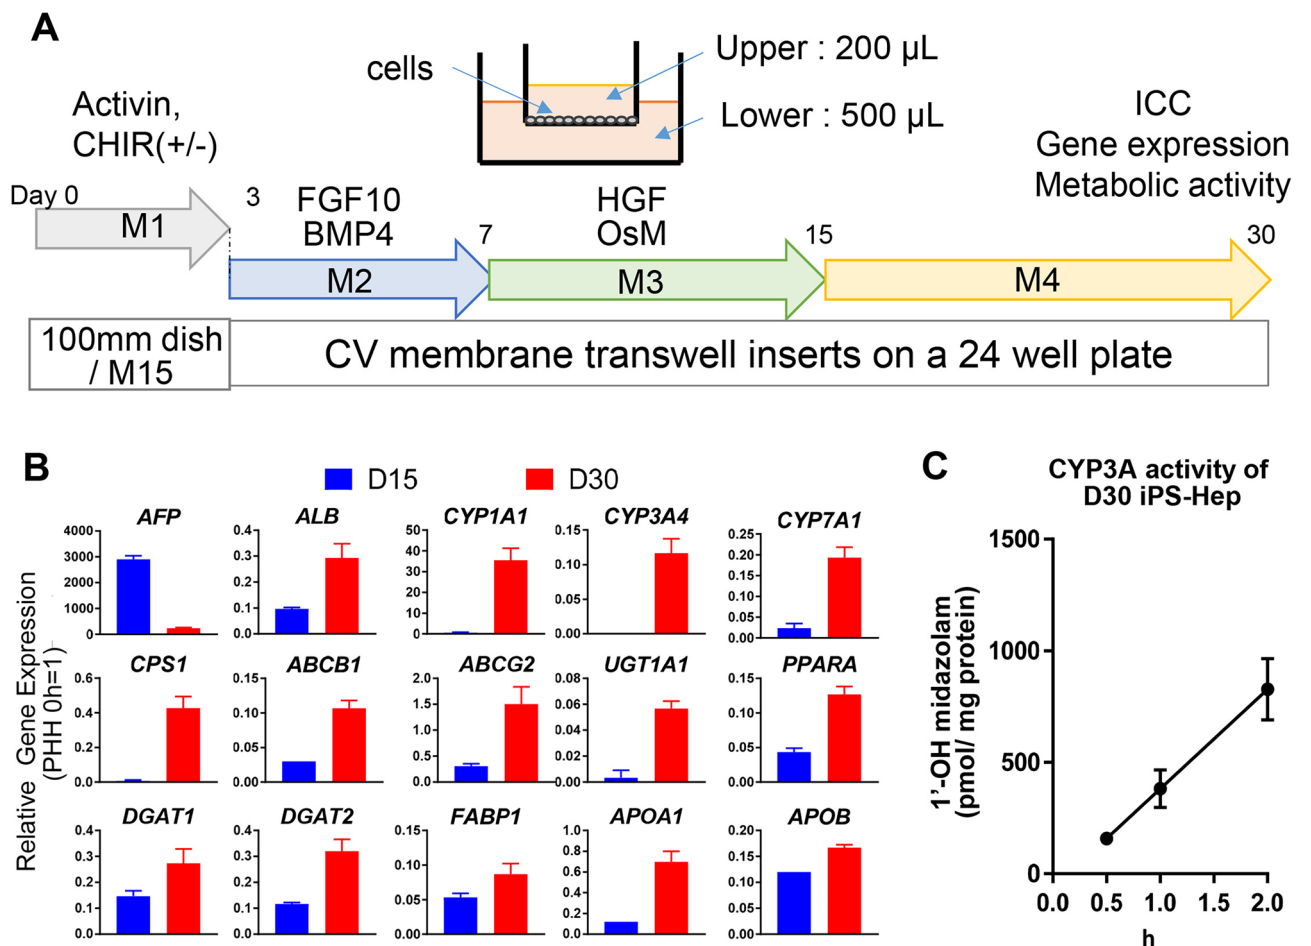 A
cells
Upper : 200 µL
Lower : 500 µL
Activin,
CHIR(+/-)
ICC
Gene expression
Metabolic activity
Day 0
3
FGF10
BMP4
7
HGF
OsM
15
30
M1
M2
M3
M4
100mm dish
/ M15
CV membrane transwell inserts on a 24 well plate
B
D15
D30
Relative Gene Expression
(PHH 0h=1)
AFP
4000
3000
2000
1000
0
ALB
0.4
0.3
0.2
0.1
0.0
CYP1A1
50
40
30
20
10
0
CYP3A4
0.15
0.10
0.05
0.00
CYP7A1
0.25
0.20
0.15
0.10
0.05
0.00
CPS1
0.6
0.4
0.2
0.0
ABCB1
0.15
0.10
0.05
0.00
ABCG2
2.0
1.5
1.0
0.5
0.0
UGT1A1
0.08
0.06
0.04
0.02
0.00
PPARA
0.15
0.10
0.05
0.00
DGAT1
0.4
0.3
0.2
0.1
0.0
DGAT2
0.4
0.3
0.2
0.1
0.0
FABP1
0.15
0.10
0.05
0.00
APOA1
1.0
0.8
0.6
0.4
0.2
0.0
APOB
0.20
0.15
0.10
0.05
0.00
C
CYP3A activity of
D30 iPS-Hep
1'-OH midazolam
(pmol/ mg protein)
1500
1000
500
0
0.0 0.5 1.0 1.5 2.0
h